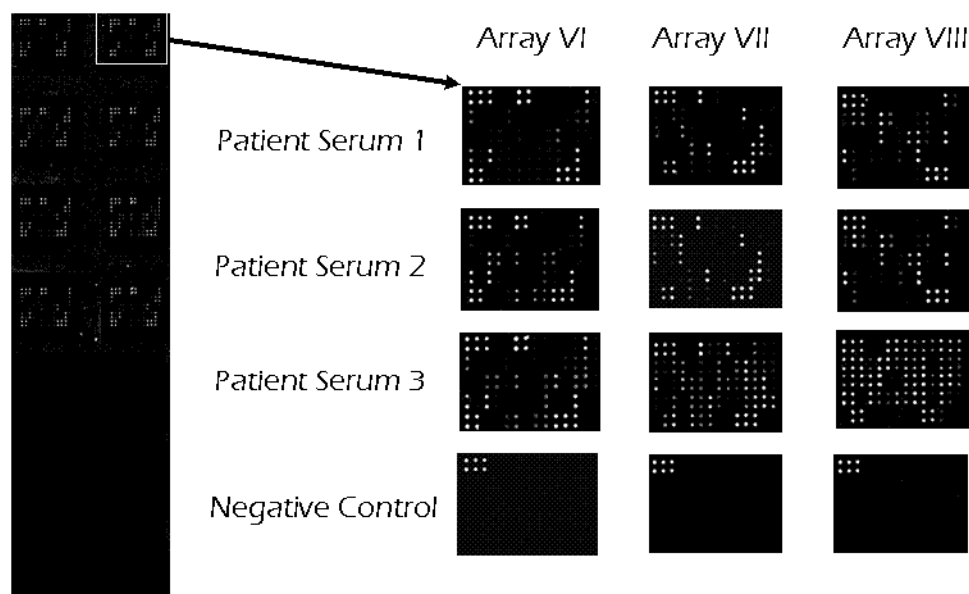 Array VI Array VII Array VIII
Patient Serum 1
Patient Serum 2
Patient Serum 3
Negative Control